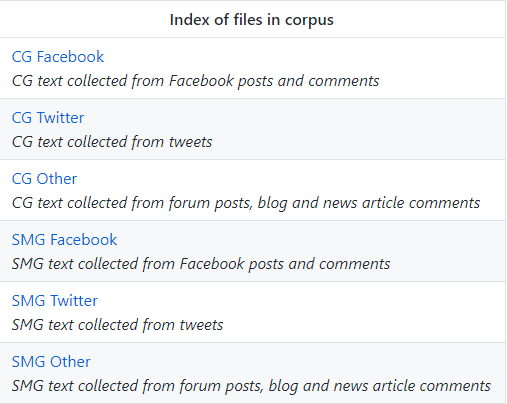 Index of files in corpus
CG Facebook
CG text collected from Facebook posts and comments
CG Twitter
CG text collected from tweets
CG Other
CG text collected from forum posts, blog and news article comments
SMG Facebook
SMG text collected from Facebook posts and comments
SMG Twitter
SMG text collected from tweets
SMG Other
SMG text collected from forum posts, blog and news article comments